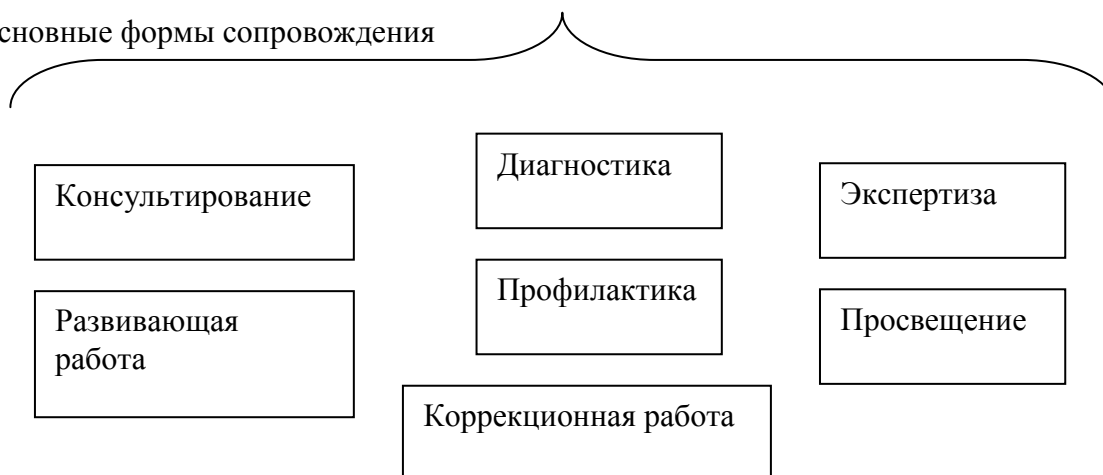 сновные формы сопровождения
Консультирование
Диагностика
Экспертиза
Развивающая
работа
Профилактика
Просвещение
Коррекционная работа